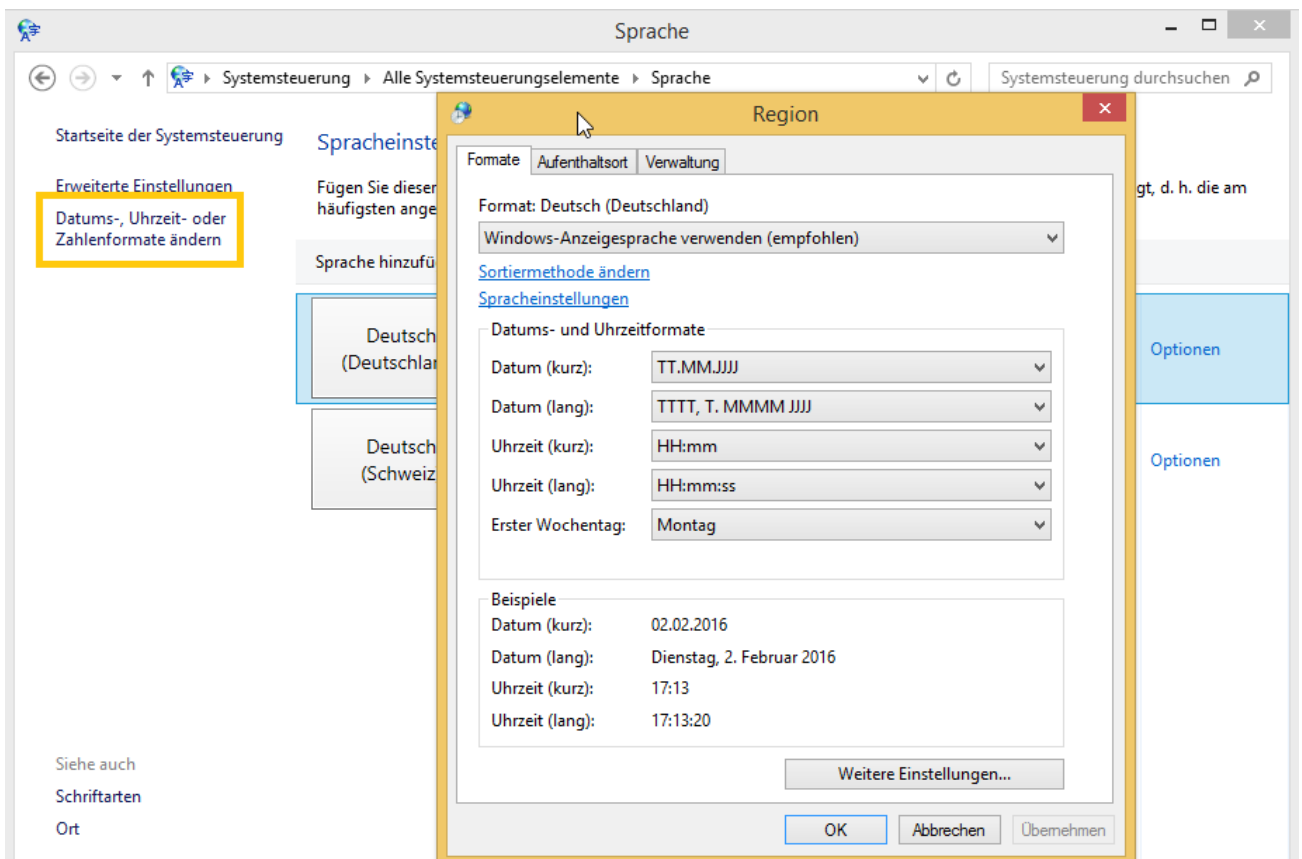 Sprache
Systemsteuerung Alle Systemsteuerungselemente Sprache
Systemsteuerung durchsuchen
Startseite der Systemsteuerung
Erweiterte Einstellungen
Datums-, Uhrzeit- oder
Zahlenformate ändern
Siehe auch
Schriftarten
Ort
Spracheinste
Fügen Sie dieser
gt, d. h. die am
häufigsten ange
Sprache hinzufü
Deutsch
(Deutschlan
Optionen
Deutsch
(Schweiz
Optionen
Region
Formate Aufenthaltsort Verwaltung
Format: Deutsch (Deutschland)
Windows-Anzeigesprache verwenden (empfohlen)
Sortiermethode ändern
Spracheinstellungen
Datums- und Uhrzeitformate
Datum (kurz): TT.MM.JJJJ
Datum (lang): TTTT, T. MMMM JJJJ
Uhrzeit (kurz): HH:mm
Uhrzeit (lang): HH:mm:ss
Erster Wochentag: Montag
Beispiele
Datum (kurz): 02.02.2016
Datum (lang): Dienstag, 2. Februar 2016
Uhrzeit (kurz): 17:13
Uhrzeit (lang): 17:13:20
Weitere Einstellungen...
OK Abbrechen Übernehmen